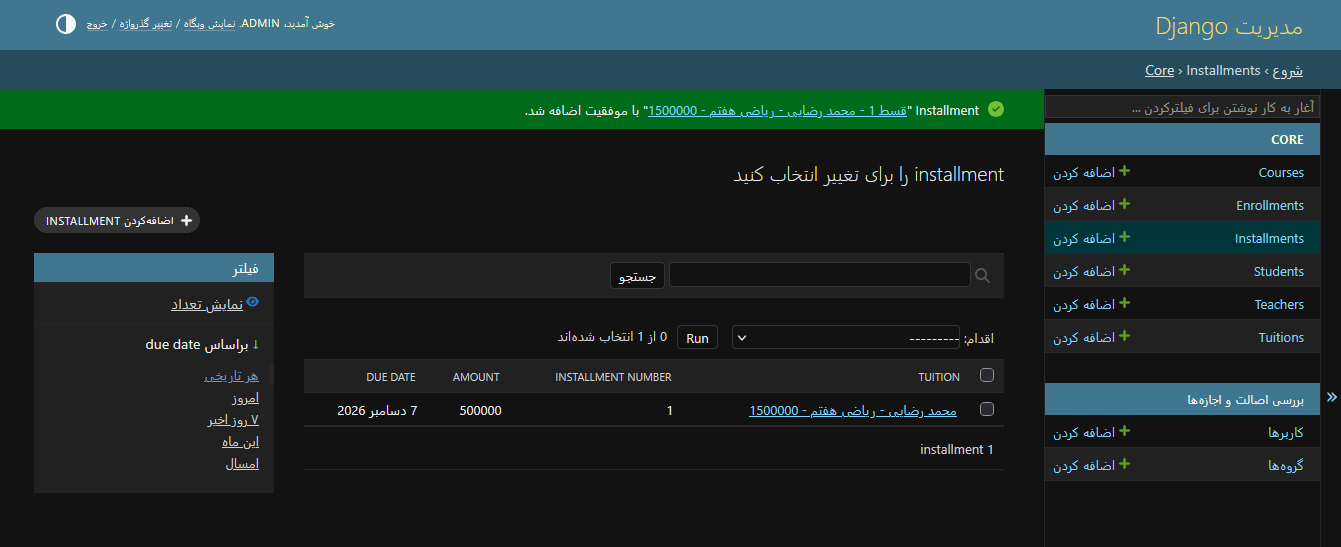 مدیریت Django
خوش آمدید، ADMIN. نمایش وبگاه / تغییر گذرواژه / خروج
شروع › Core › Installments
آغار به کار نوشتن برای فیلترکردن ...
CORE
Courses اضافه کردن
Enrollments اضافه کردن
Installments اضافه کردن
Students اضافه کردن
Teachers اضافه کردن
Tuitions اضافه کردن
بررسی اصالت و اجازه‌ها
کاربرها اضافه کردن
گروه‌ها اضافه کردن
»
Installment "قسط 1 - محمد رضایی - ریاضی هفتم - 1500000" با موفقیت اضافه شد.
installment را برای تغییر انتخاب کنید
اضافه‌کردن INSTALLMENT
جستجو
اقدام: --------- Run 0 از 1 انتخاب شده‌اند
TUITION INSTALLMENT NUMBER AMOUNT DUE DATE
محمد رضایی - ریاضی هفتم - 1500000 1 500000 7 دسامبر 2026
1 installment
فیلتر
نمایش تعداد
↓ براساس due date
هر تاریخی
امروز
۷ روز اخیر
این ماه
امسال